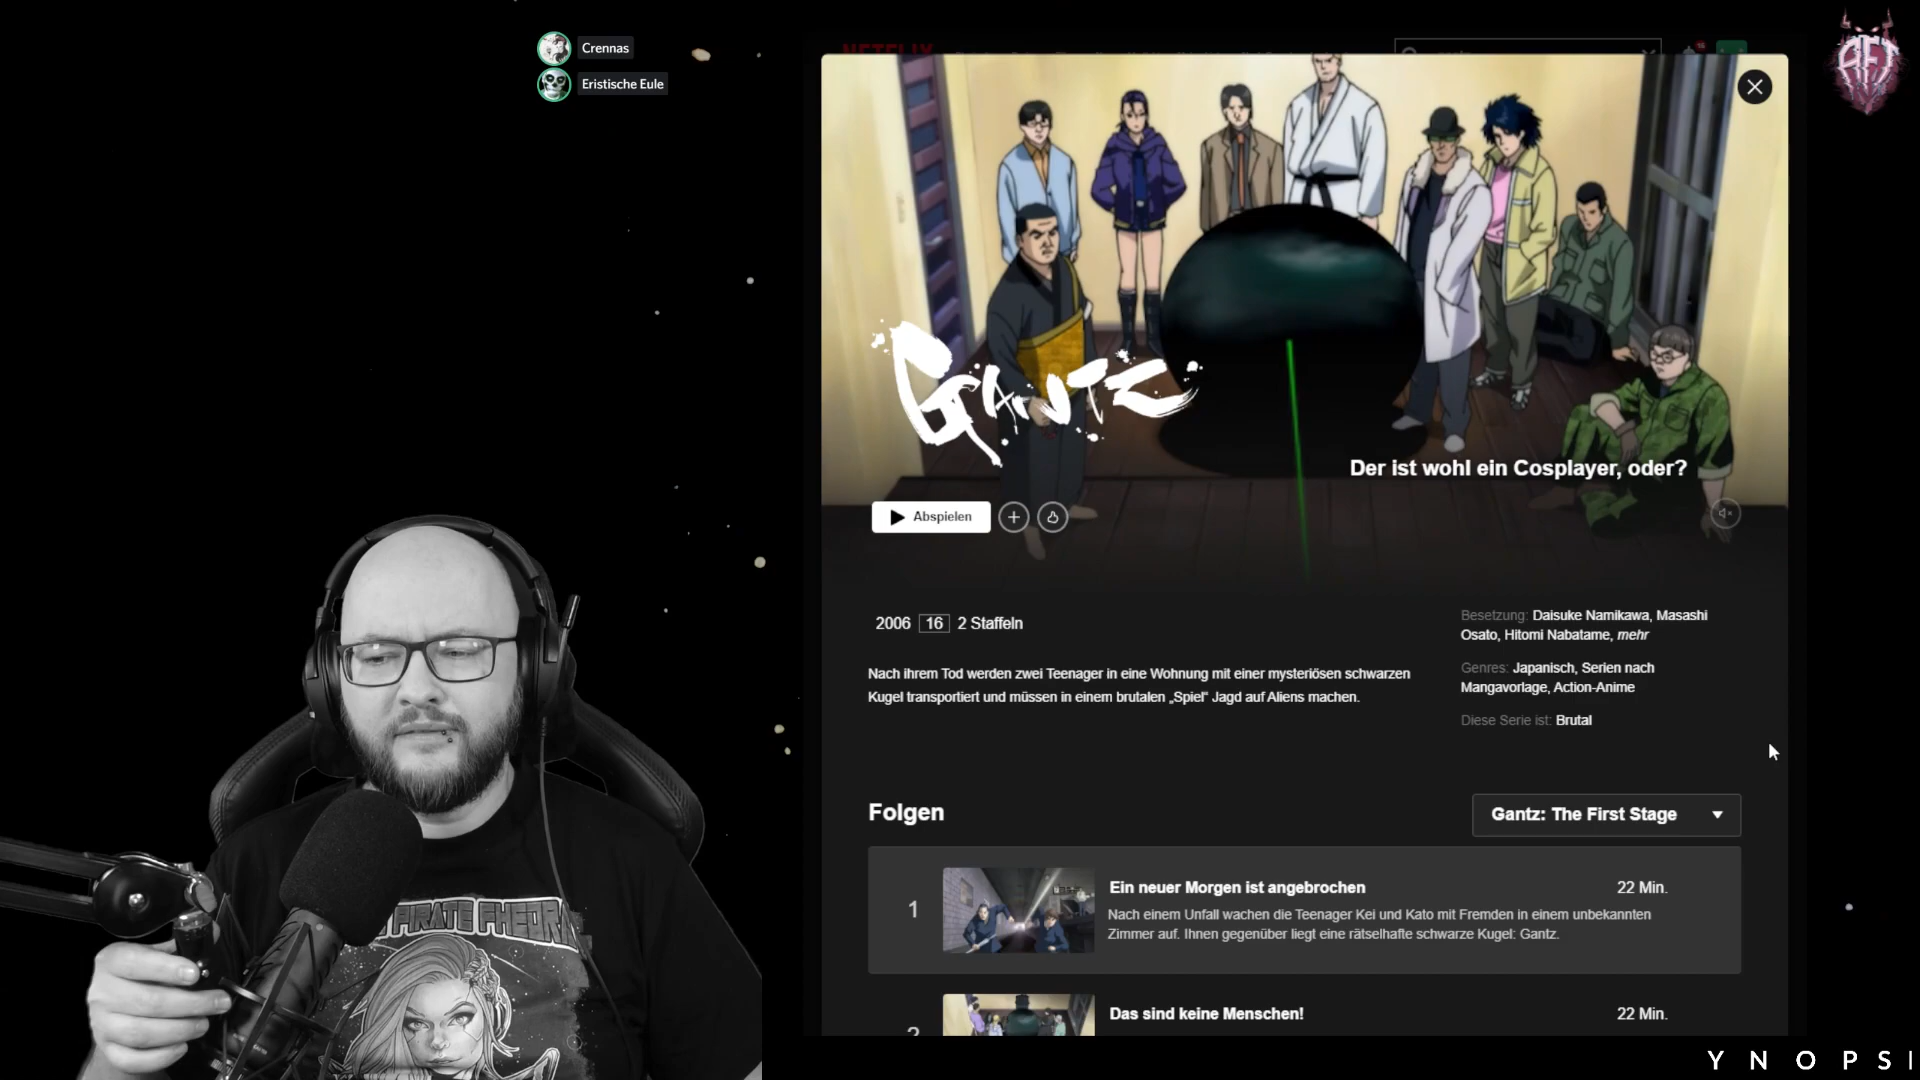 Crennas
Eristische Eule
NETFLIX
AFT
GANTZ
Der ist wohl ein Cosplayer, oder?
Abspielen
2006 16 2 Staffeln
Nach ihrem Tod werden zwei Teenager in eine Wohnung mit einer mysteriösen schwarzen
Kugel transportiert und müssen in einem brutalen „Spiel“ Jagd auf Aliens machen.
Besetzung: Daisuke Namikawa, Masashi
Osato, Hitomi Nabatame, mehr
Genres: Japanisch, Serien nach
Mangavorlage, Action-Anime
Diese Serie ist: Brutal
Folgen
Gantz: The First Stage
1
Ein neuer Morgen ist angebrochen
22 Min.
Nach einem Unfall wachen die Teenager Kei und Kato mit Fremden in einem unbekannten
Zimmer auf. Ihnen gegenüber liegt eine rätselhafte schwarze Kugel: Gantz.
2
Das sind keine Menschen!
22 Min.
PIRATE
YNOPSI